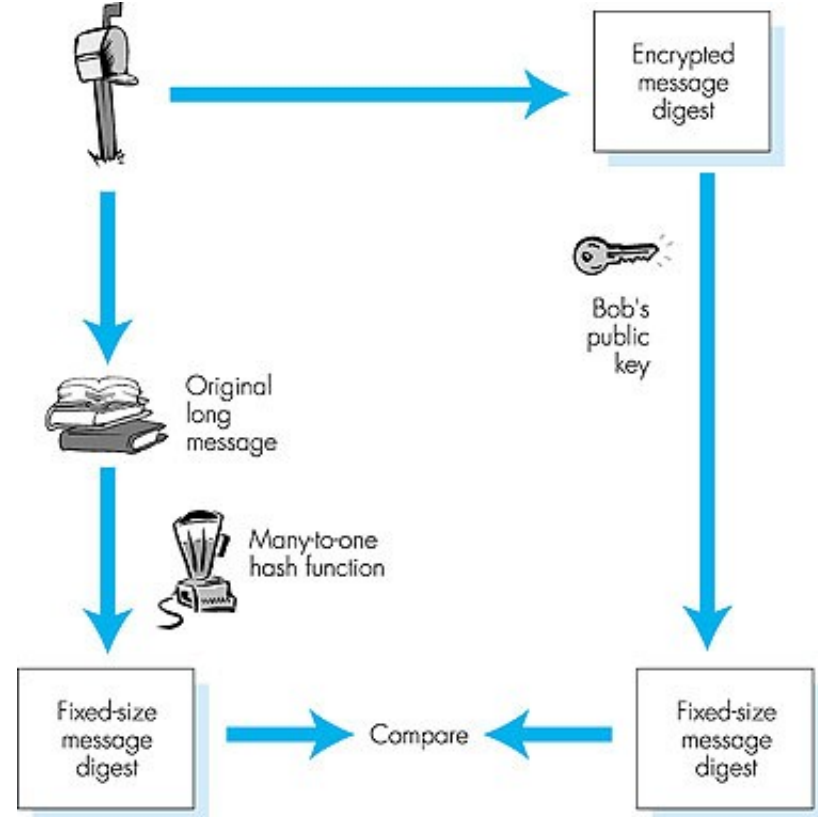 Encrypted
message
digest
Bob's
public
key
Original
long
message
Many-to-one
hash function
Fixed-size
message
digest
Compare
Fixed-size
message
digest